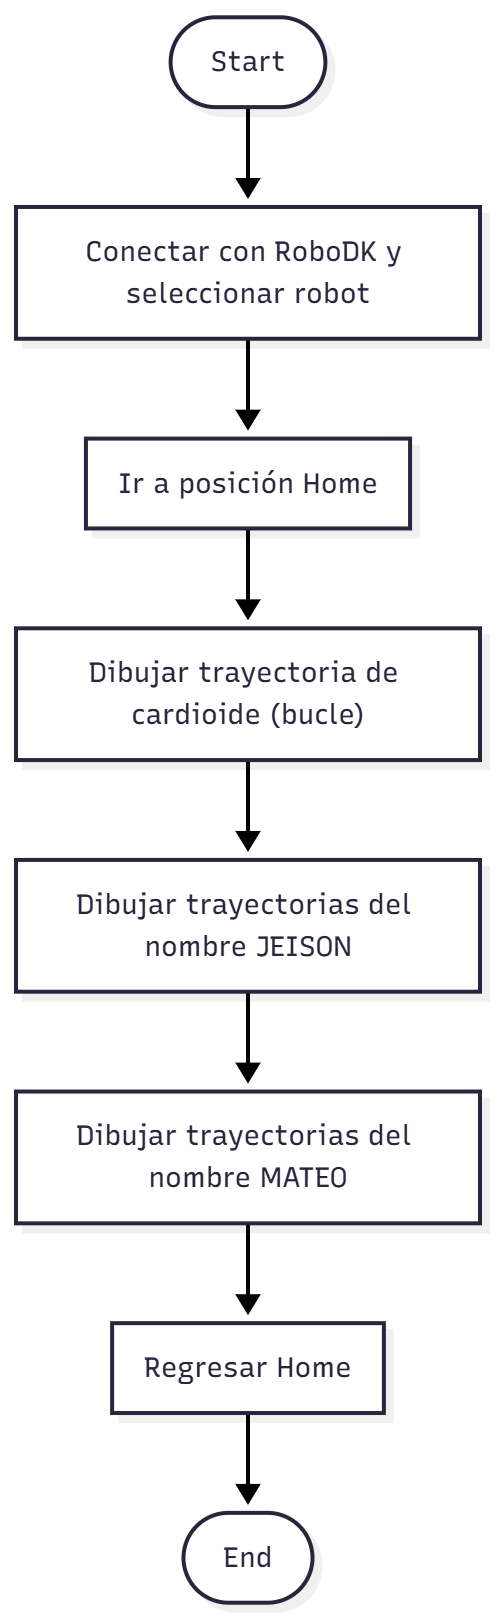 Start
Conectar con RoboDK y
seleccionar robot
Ir a posición Home
Dibujar trayectoria de
cardioide (bucle)
Dibujar trayectorias del
nombre JEISON
Dibujar trayectorias del
nombre MATEO
Regresar Home
End